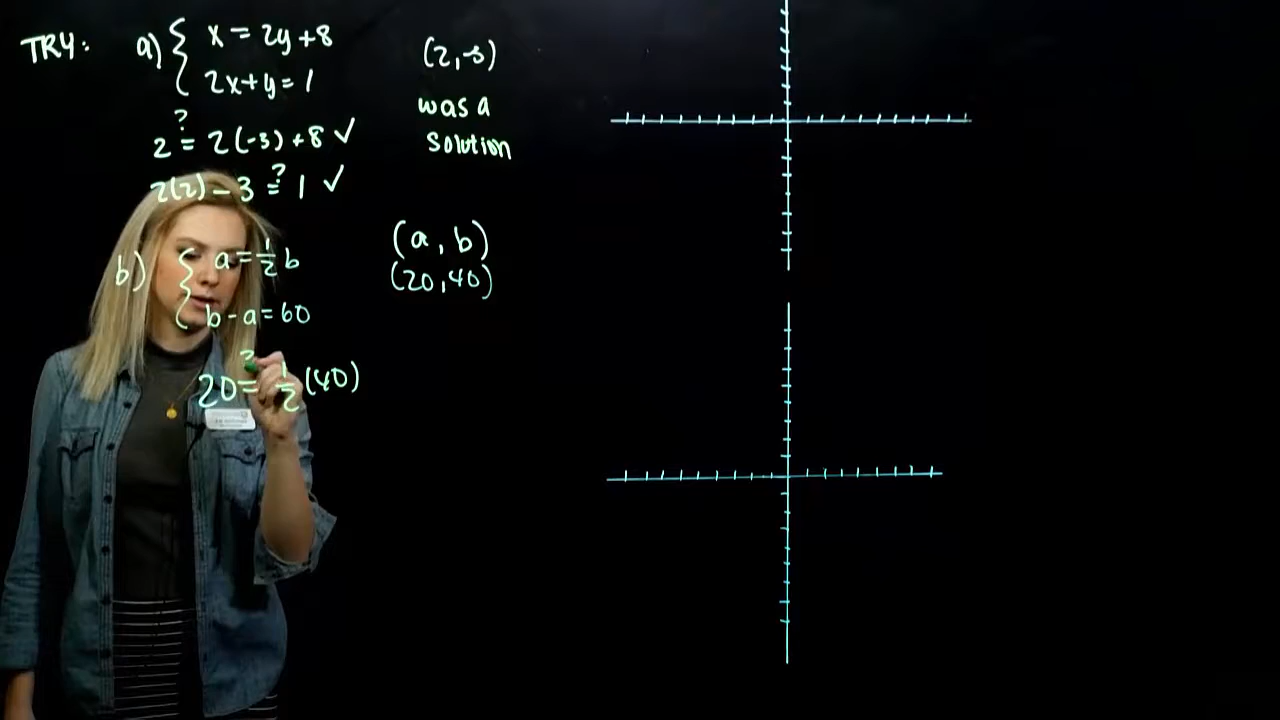 TRY: a) { x = 2y + 8
2x + y = 1
2 ?= 2(-3) + 8 ✓
2(2) - 3 ?= 1 ✓
(2, -3)
was a
solution
b) { a = 1/2 b
b - a = 60
(a, b)
(20, 40)
20 ?= 1/2 (40)